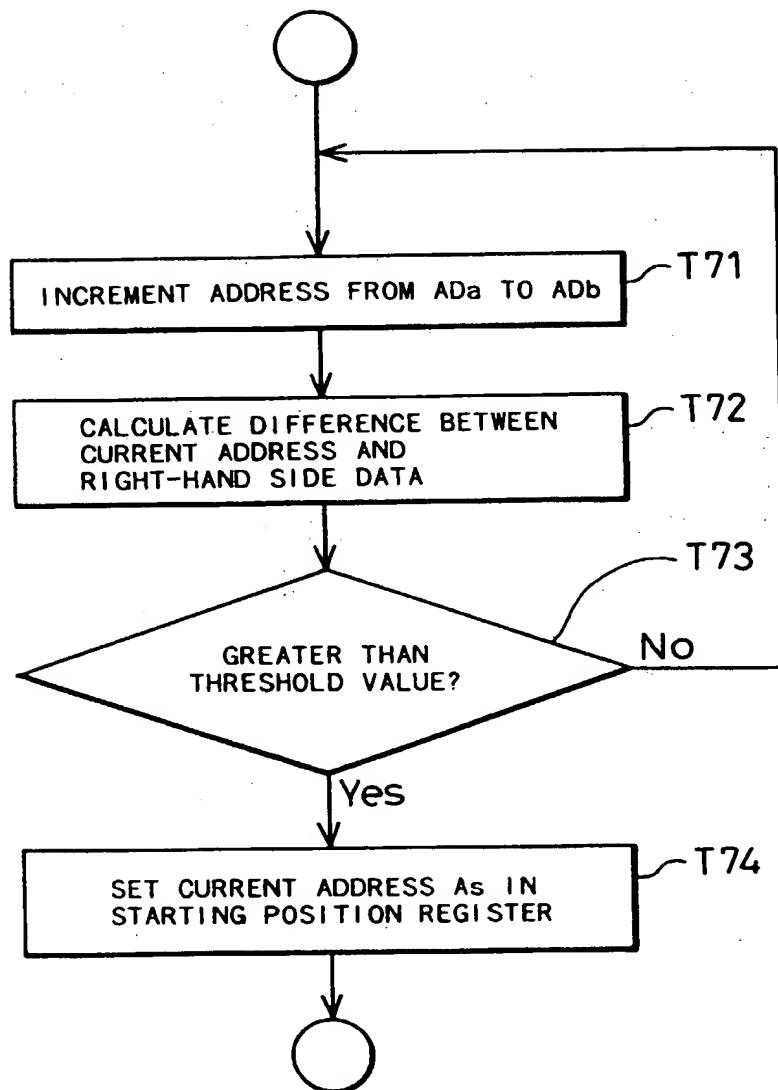 INCREMENT ADDRESS FROM ADa TO ADb
T71
CALCULATE DIFFERENCE BETWEEN
CURRENT ADDRESS AND
RIGHT-HAND SIDE DATA
T72
T73
GREATER THAN
THRESHOLD VALUE?
No
Yes
SET CURRENT ADDRESS As IN
STARTING POSITION REGISTER
T74